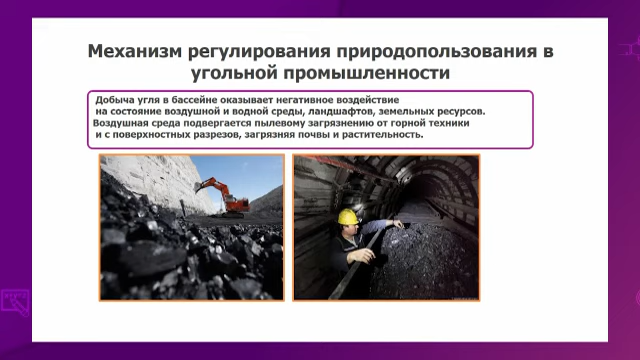 Механизм регулирования природопользования в
угольной промышленности
Добыча угля в бассейне оказывает негативное воздействие
на состояние воздушной и водной среды, ландшафтов, земельных ресурсов.
Воздушная среда подвергается пылевому загрязнению от горной техники
и с поверхностных разрезов, загрязняя почвы и растительность.